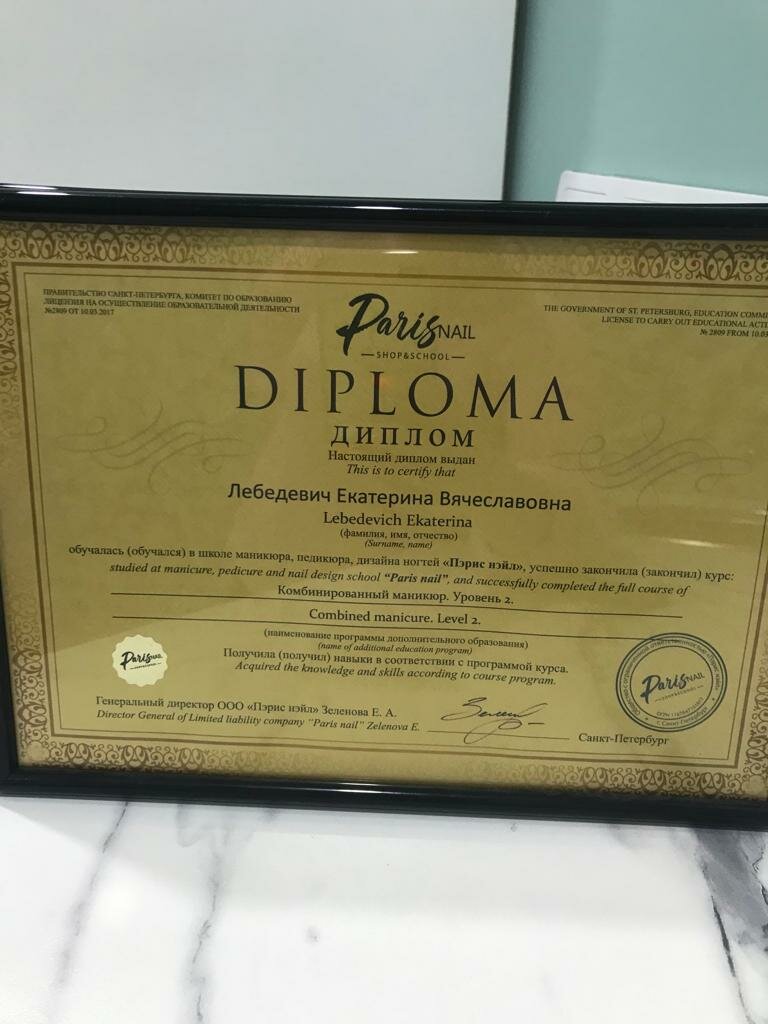 ПРАВИТЕЛЬСТВО САНКТ-ПЕТЕРБУРГА, КОМИТЕТ ПО ОБРАЗОВАНИЮ
ЛИЦЕНЗИЯ НА ОСУЩЕСТВЛЕНИЕ ОБРАЗОВАТЕЛЬНОЙ ДЕЯТЕЛЬНОСТИ
№2809 ОТ 10.03.2017
THE GOVERNMENT OF ST. PETERSBURG, EDUCATION
LICENSE TO CARRY OUT EDUCATIONAL
№ 2809 FROM
Paris NAIL
SHOP&SCHOOL
DIPLOMA
ДИПЛОМ
Настоящий диплом выдан
This is to certify that
Лебедевич Екатерина Вячеславовна
Lebedevich Ekaterina
(фамилия, имя, отчество)
(Surname, name)
обучалась (обучался) в школе маникюра, педикюра, дизайна ногтей «Пэрис нэйл», успешно закончила (закончил) курс:
studied at manicure, pedicure and nail design school "Paris nail", and successfully completed the full course of
Комбинированный маникюр. Уровень 2.
Combined manicure. Level 2.
(наименование программы дополнительного образования)
(name of additional education program)
Получила (получил) навыки в соответствии с программой курса.
Acquired the knowledge and skills according to course program.
Paris NAIL
Генеральный директор ООО «Пэрис нэйл» Зеленова Е. А.
Director General of Limited liability company "Paris nail" Zelenova E.
Санкт-Петербург
Paris NAIL
г. Санкт-Петербург